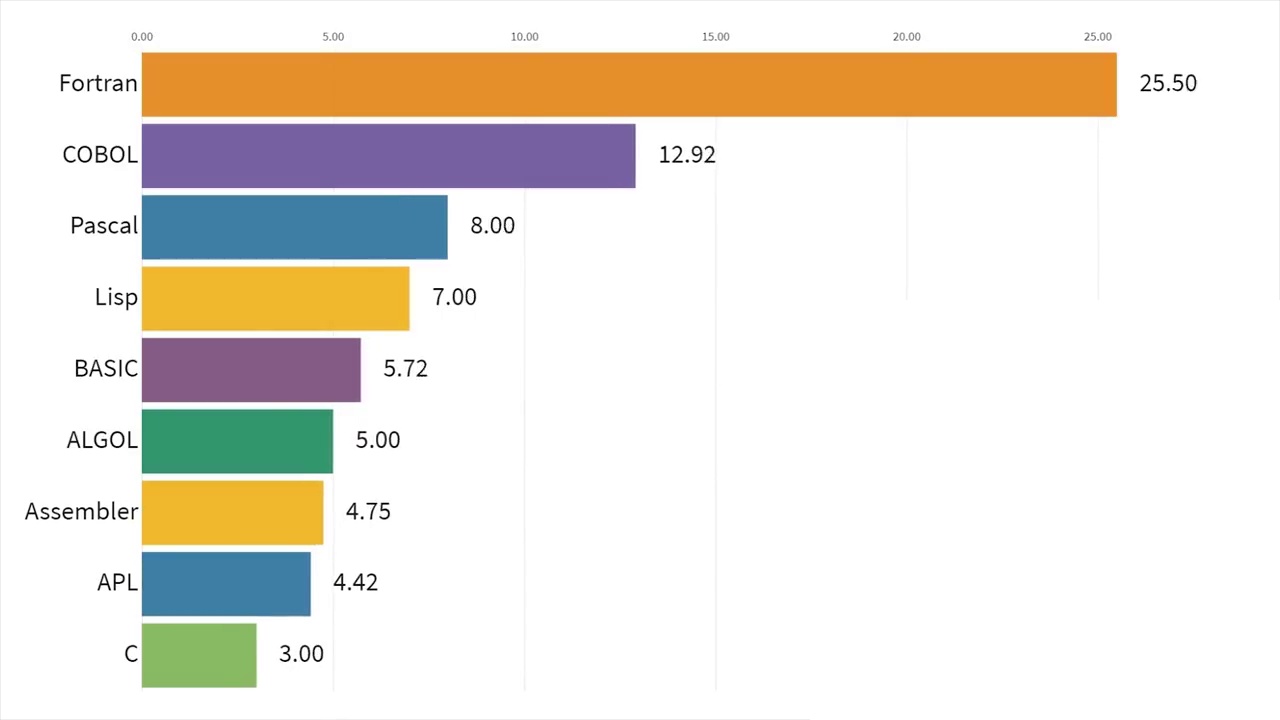 0.00 5.00 10.00 15.00 20.00 25.00
Fortran 25.50
COBOL 12.92
Pascal 8.00
Lisp 7.00
BASIC 5.72
ALGOL 5.00
Assembler 4.75
APL 4.42
C 3.00